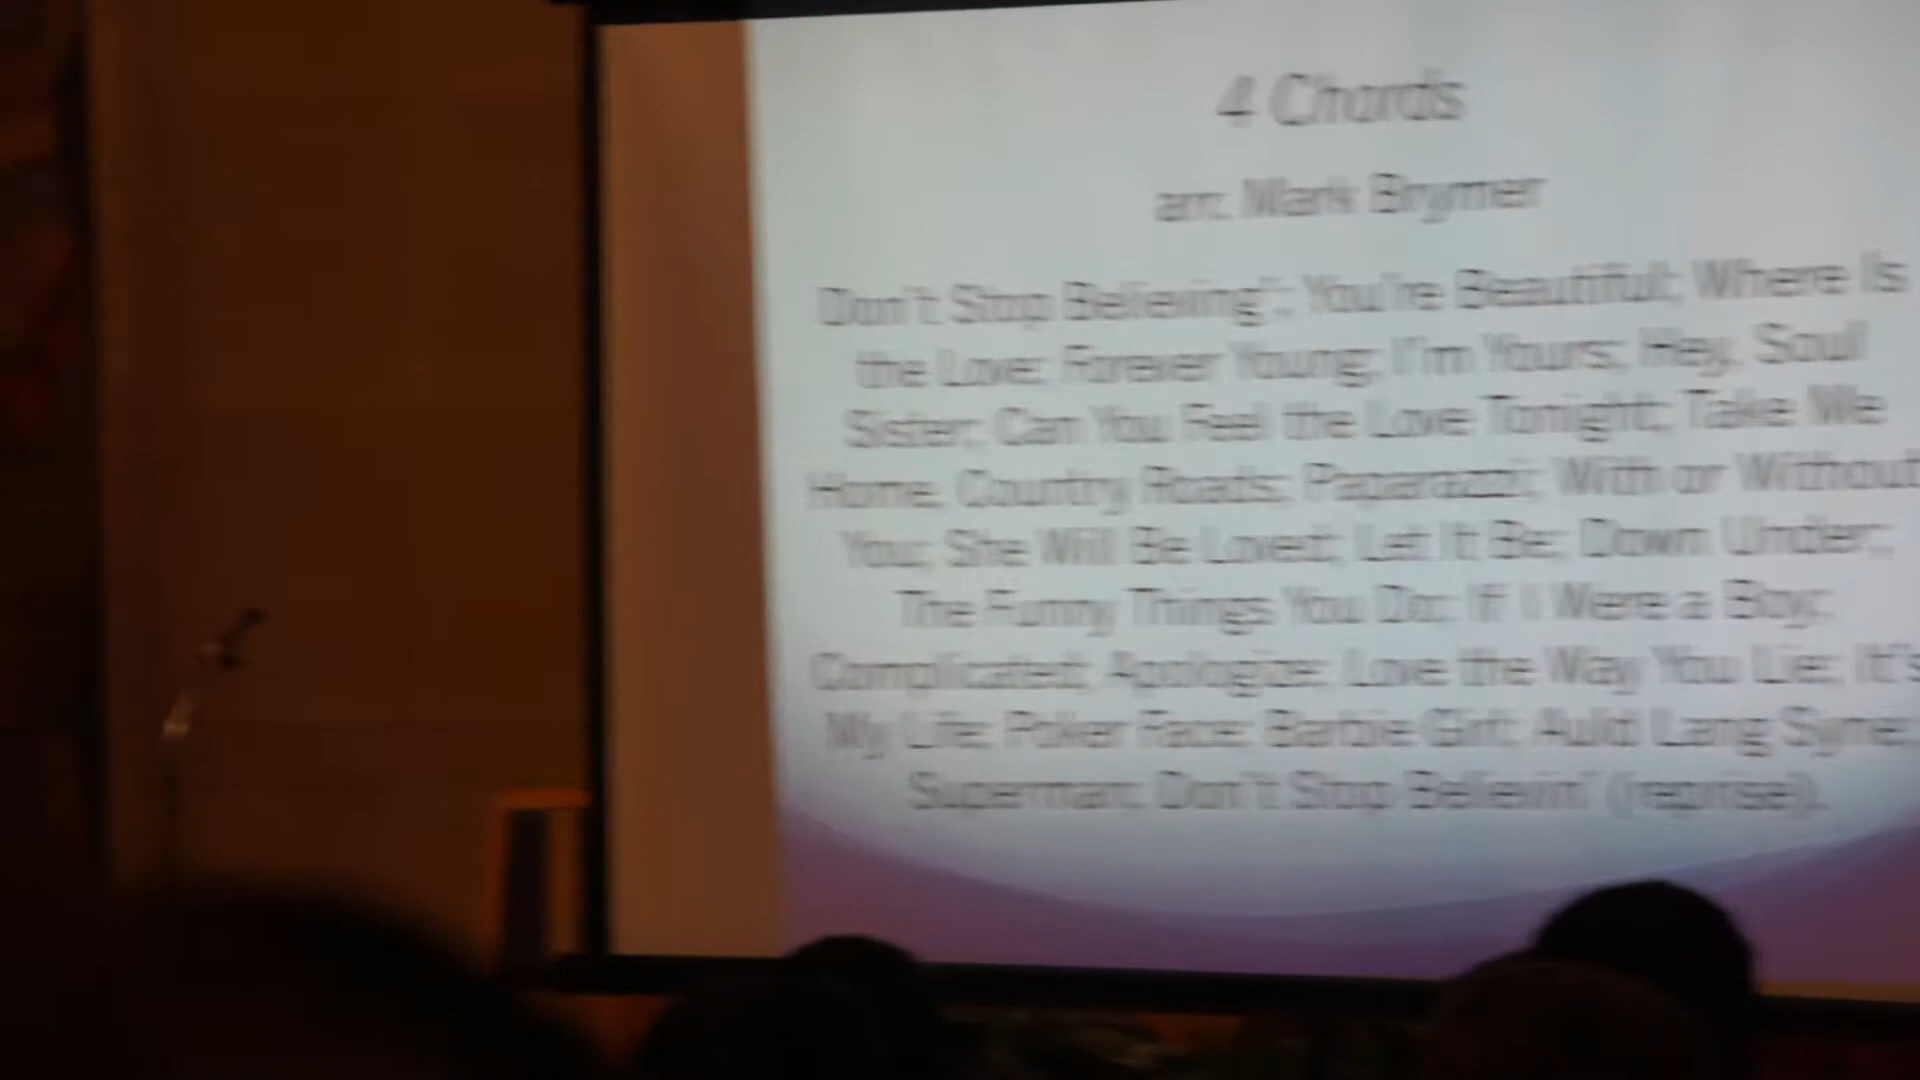 4 Chords
arr. Mark Brymer
Don't Stop Believing'; You're Beautiful; Where Is
the Love; Forever Young; I'm Yours; Hey, Soul
Sister; Can You Feel the Love Tonight; Take Me
Home, Country Roads; Paparazzi; With or Without
You; She Will Be Loved; Let It Be; Down Under;
The Funny Things You Do; If I Were a Boy;
Complicated; Apologize; Love the Way You Lie; It's
My Life; Poker Face; Barbie Girl; Auld Lang Syne;
Superman; Don't Stop Believin' (reprise).